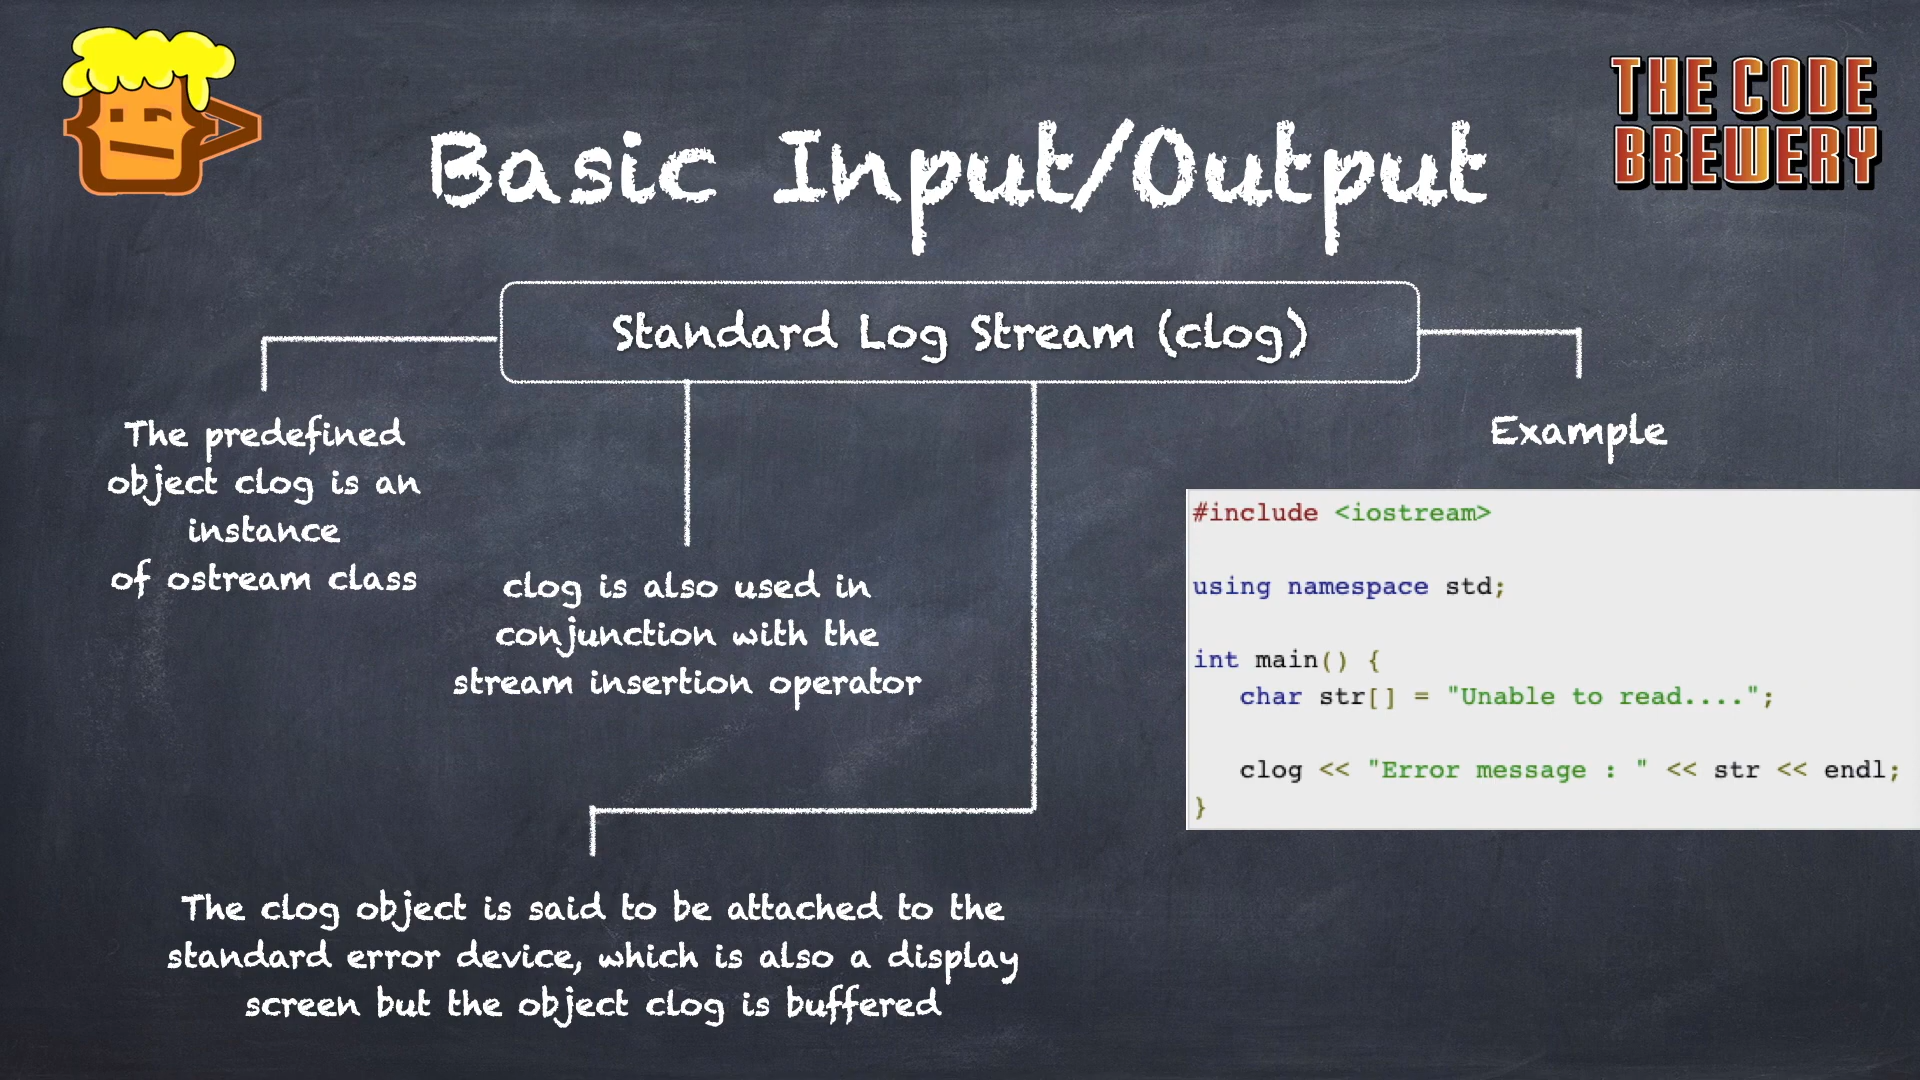 THE CODE
BREWERY
Basic Input/Output
Standard Log Stream (clog)
The predefined
object clog is an
instance
of ostream class
clog is also used in
conjunction with the
stream insertion operator
The clog object is said to be attached to the
standard error device, which is also a display
screen but the object clog is buffered
Example
#include <iostream>
using namespace std;
int main() {
   char str[] = "Unable to read....";
   clog << "Error message : " << str << endl;
}